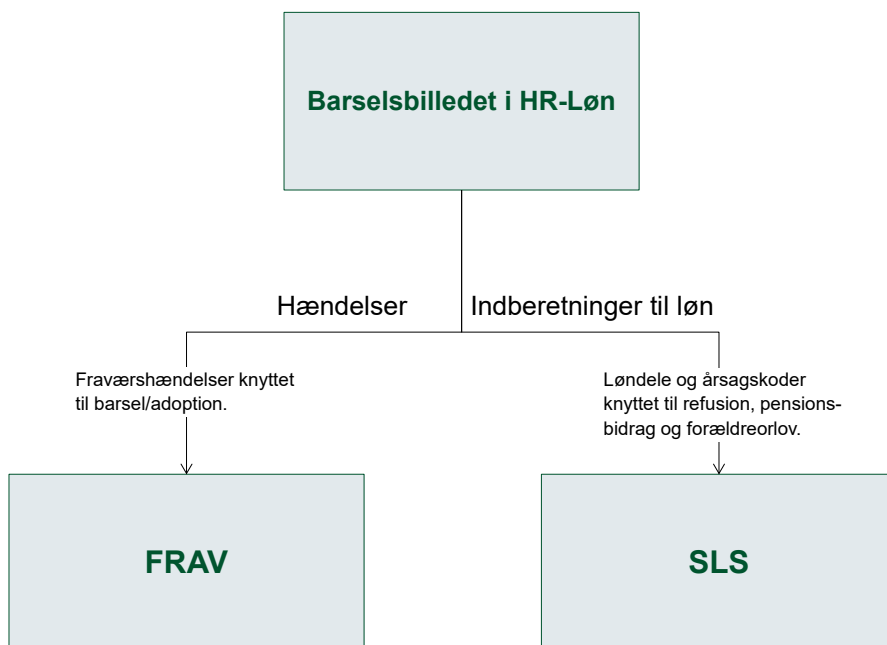 Barselsbilledet i HR-Løn
Hændelser
Indberetninger til løn
Fraværshændelser knyttet
til barsel/adoption.
Løndele og årsagskoder
knyttet til refusion, pensions-
bidrag og forældreorlov.
FRAV
SLS